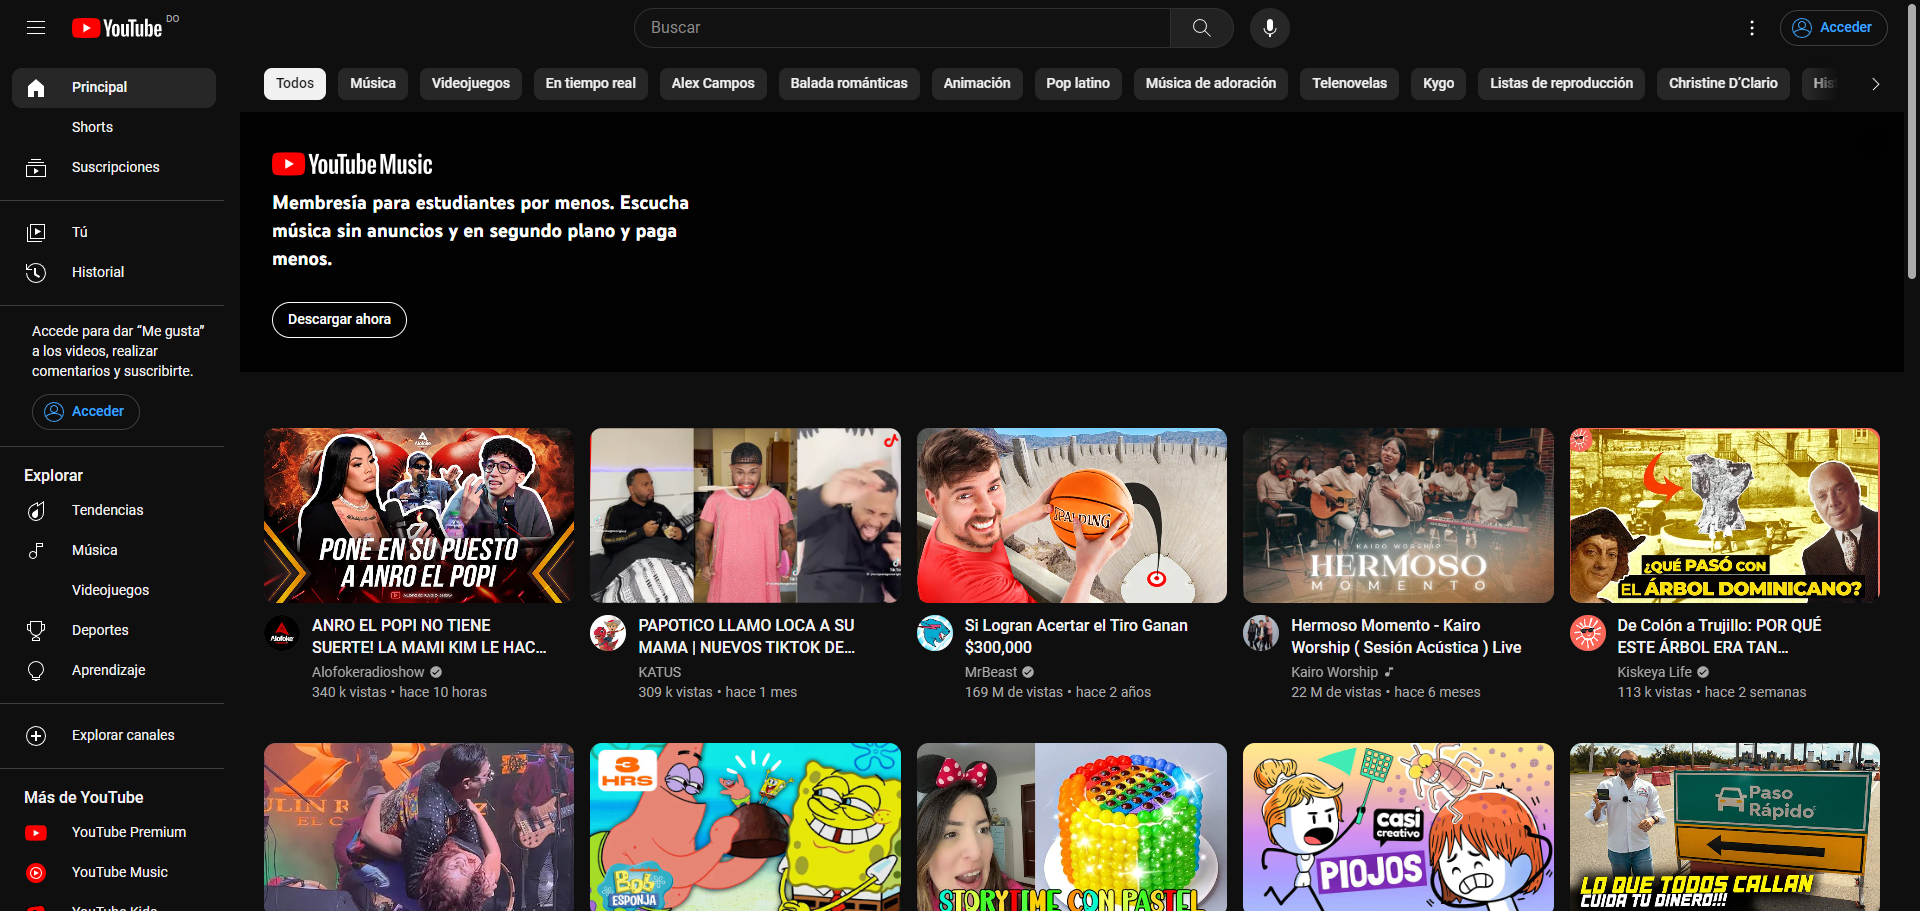 YouTube DO
Buscar
Acceder
Principal
Shorts
Suscripciones
Tú
Historial
Accede para dar “Me gusta”
a los videos, realizar
comentarios y suscribirte.
Acceder
Explorar
Tendencias
Música
Videojuegos
Deportes
Aprendizaje
Explorar canales
Más de YouTube
YouTube Premium
YouTube Music
YouTube Kids
Todos
Música
Videojuegos
En tiempo real
Alex Campos
Balada románticas
Animación
Pop latino
Música de adoración
Telenovelas
Kygo
Listas de reproducción
Christine D'Clario
His
YouTube Music
Membresía para estudiantes por menos. Escucha
música sin anuncios y en segundo plano y paga
menos.
Descargar ahora
PONE EN SU PUESTO
A ANRO EL POPI
Alofoke
ANRO EL POPI NO TIENE
SUERTE! LA MAMI KIM LE HAC...
Alofokeradioshow
340 k vistas • hace 10 horas
PAPOTICO LLAMO LOCA A SU
MAMA | NUEVOS TIKTOK DE...
KATUS
309 k vistas • hace 1 mes
SPALDING
Si Logran Acertar el Tiro Ganan
$300,000
MrBeast
169 M de vistas • hace 2 años
KAIRO WORSHIP
HERMOSO
MOMENTO
Hermoso Momento - Kairo
Worship ( Sesión Acústica ) Live
Kairo Worship
22 M de vistas • hace 6 meses
¿QUÉ PASÓ CON
EL ÁRBOL DOMINICANO?
De Colón a Trujillo: POR QUÉ
ESTE ÁRBOL ERA TAN...
Kiskeya Life
113 k vistas • hace 2 semanas
3
HRS
BOB
ESPONJA
STORYTIME CON PASTEL
casi
creativo
PIOJOS
Paso
Rápido
LO QUE TODOS CALLAN
CUIDA TU DINERO!!!